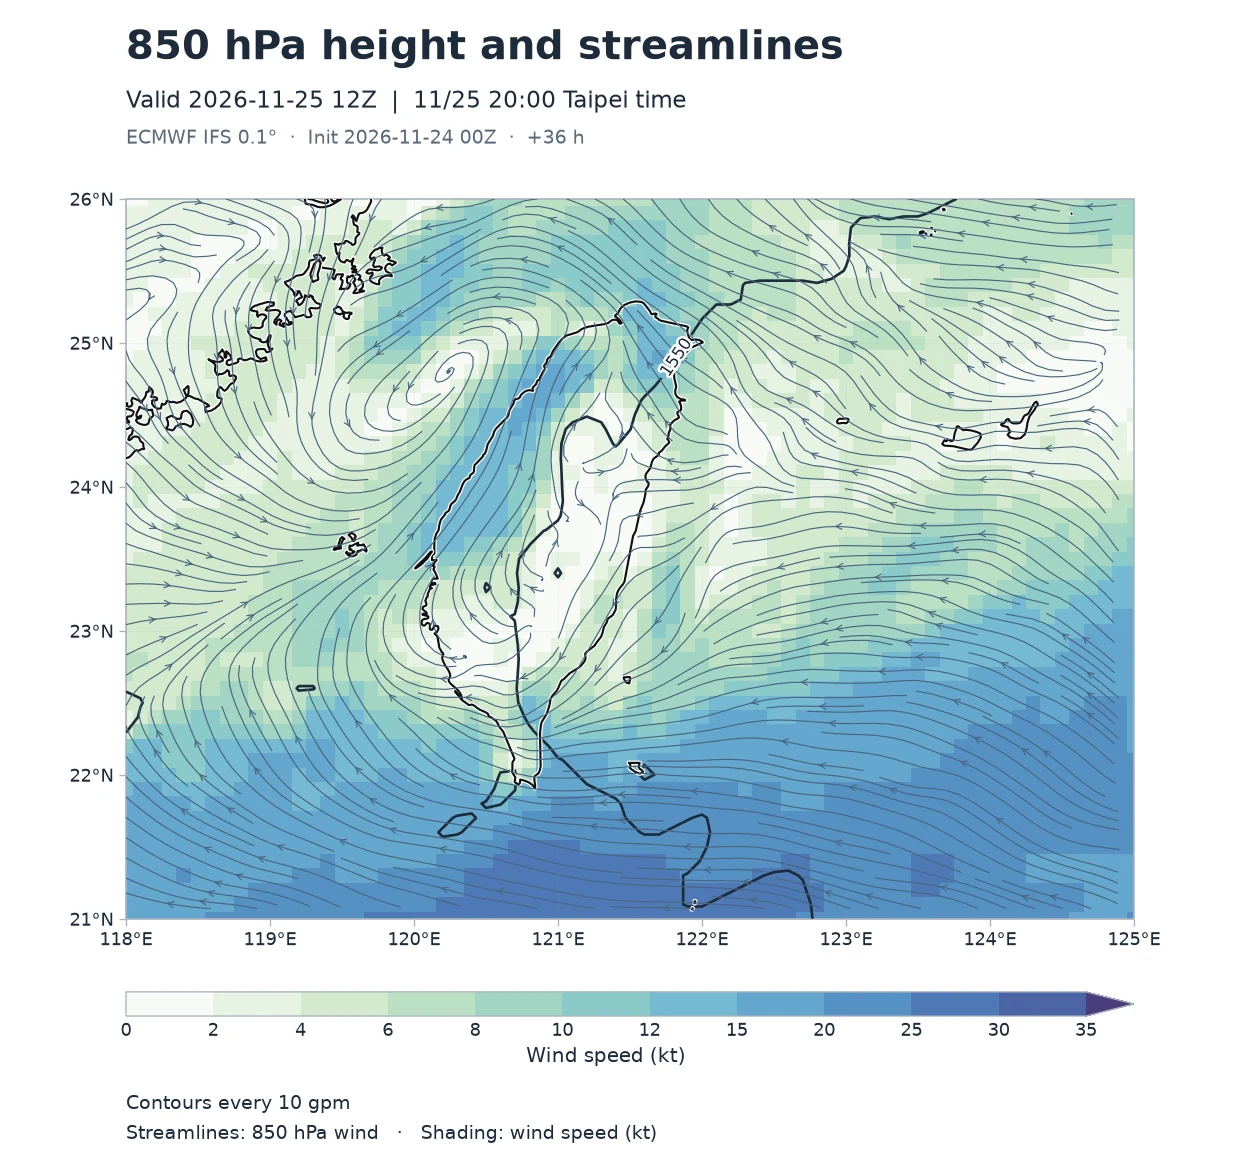 850 hPa height and streamlines
Valid 2026-11-25 12Z | 11/25 20:00 Taipei time
ECMWF IFS 0.1° · Init 2026-11-24 00Z · +36 h
26°N
25°N
24°N
23°N
22°N
21°N
1550
118°E 119°E 120°E 121°E 122°E 123°E 124°E 125°E
0 2 4 6 8 10 12 15 20 25 30 35
Wind speed (kt)
Contours every 10 gpm
Streamlines: 850 hPa wind · Shading: wind speed (kt)